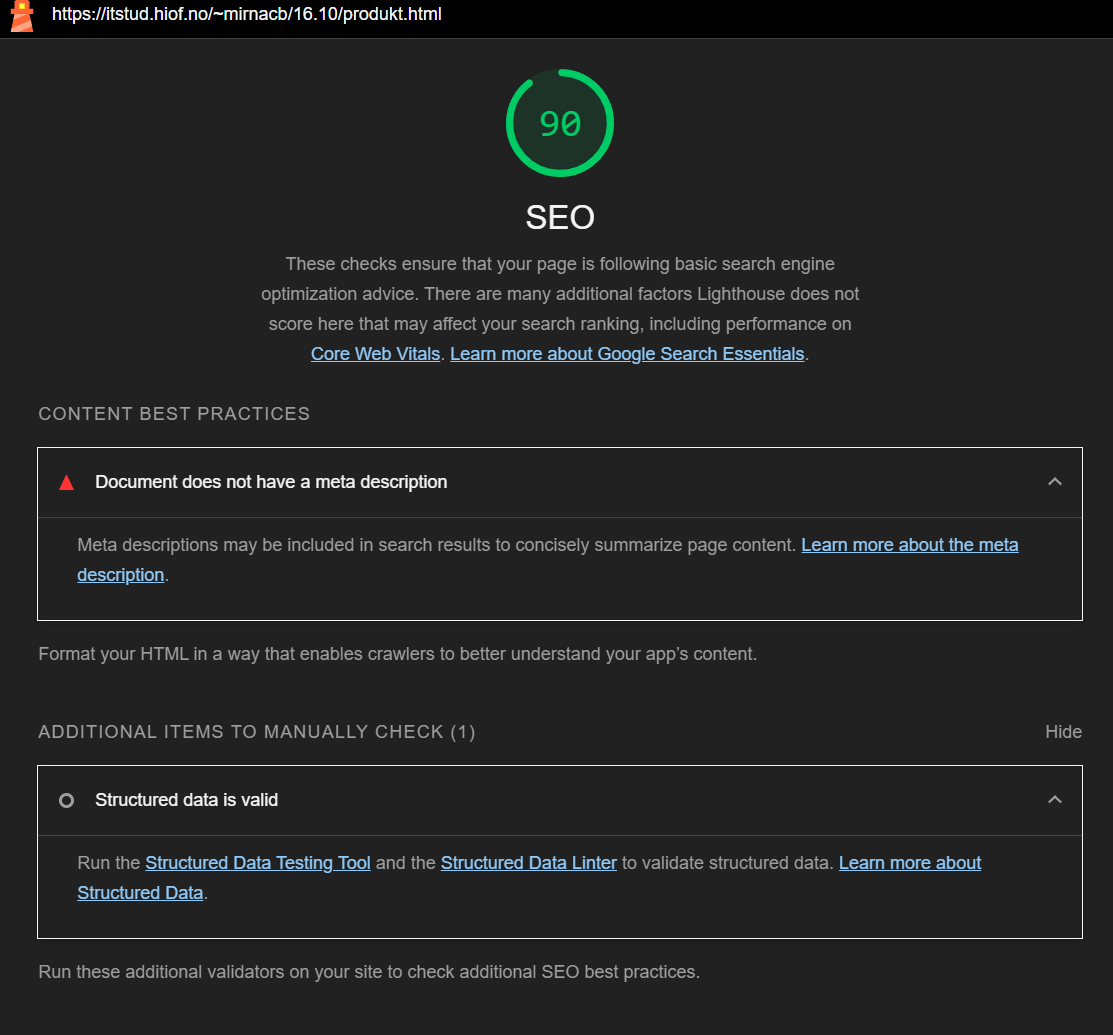 https://itstud.hiof.no/~mirnacb/16.10/produkt.html
90
SEO
These checks ensure that your page is following basic search engine
optimization advice. There are many additional factors Lighthouse does not
score here that may affect your search ranking, including performance on
Core Web Vitals. Learn more about Google Search Essentials.
CONTENT BEST PRACTICES
Document does not have a meta description
Meta descriptions may be included in search results to concisely summarize page content. Learn more about the meta
description.
Format your HTML in a way that enables crawlers to better understand your app’s content.
ADDITIONAL ITEMS TO MANUALLY CHECK (1)
Hide
Structured data is valid
Run the Structured Data Testing Tool and the Structured Data Linter to validate structured data. Learn more about
Structured Data.
Run these additional validators on your site to check additional SEO best practices.